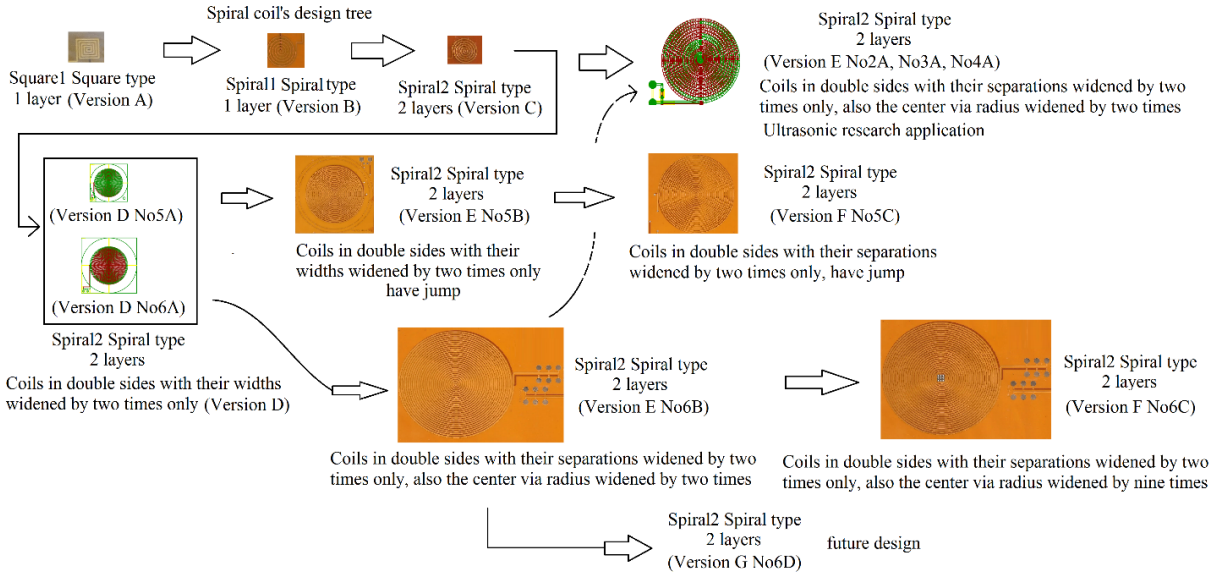 Spiral coil's design tree
Square1 Square type
1 layer (Version A)
Spiral1 Spiral type
1 layer (Version B)
Spiral2 Spiral type
2 layers (Version C)
Spiral2 Spiral type
2 layers
(Version E No2A, No3A, No4A)
Coils in double sides with their separations widened by two
times only, also the center via radius widened by two times
Ultrasonic research application
(Version D No5A)
(Version D No6A)
Spiral2 Spiral type
2 layers
Coils in double sides with their widths
widened by two times only (Version D)
Spiral2 Spiral type
2 layers
(Version E No5B)
Coils in double sides with their
widths widened by two times only
have jump
Spiral2 Spiral type
2 layers
(Version F No5C)
Coils in double sides with their separations
widened by two times only, have jump
Spiral2 Spiral type
2 layers
(Version E No6B)
Coils in double sides with their separations widened by two
times only, also the center via radius widened by two times
Spiral2 Spiral type
2 layers
(Version F No6C)
Coils in double sides with their separations widened by two
times only, also the center via radius widened by nine times
Spiral2 Spiral type
2 layers
(Version G No6D)
future design